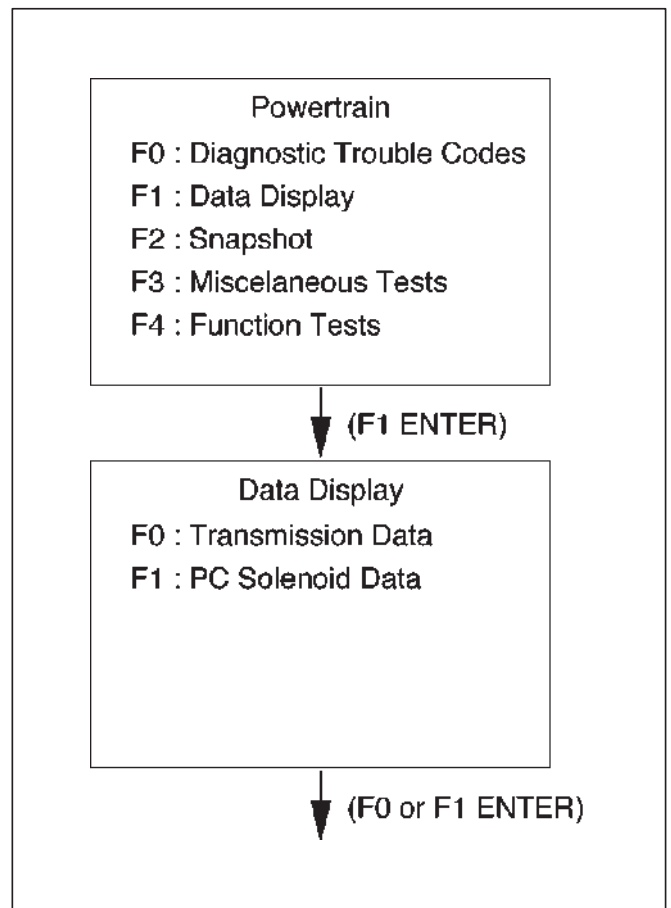 Powertrain
F0 : Diagnostic Trouble Codes
F1 : Data Display
F2 : Snapshot
F3 : Miscelaneous Tests
F4 : Function Tests
(F1 ENTER)
Data Display
F0 : Transmission Data
F1 : PC Solenoid Data
(F0 or F1 ENTER)